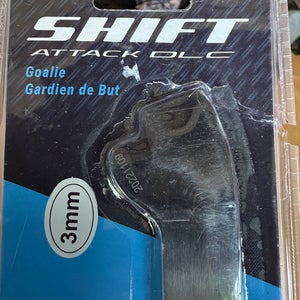 SHIFT
ATTACK DLC
Goalie
Gardien de But
3mm